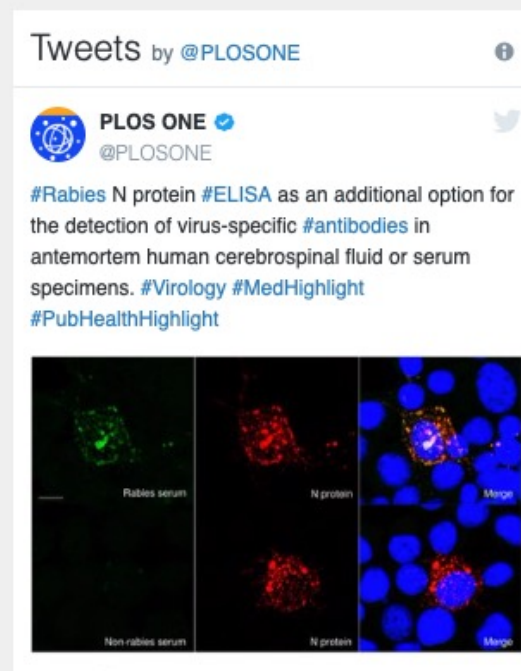 Tweets by @PLOSONE
PLOS ONE
@PLOSONE
#Rabies N protein #ELISA as an additional option for
the detection of virus-specific #antibodies in
antemortem human cerebrospinal fluid or serum
specimens. #Virology #MedHighlight
#PubHealthHighlight
Rabies serum
N protein
Merge
Non-rabies serum
N protein
Merge